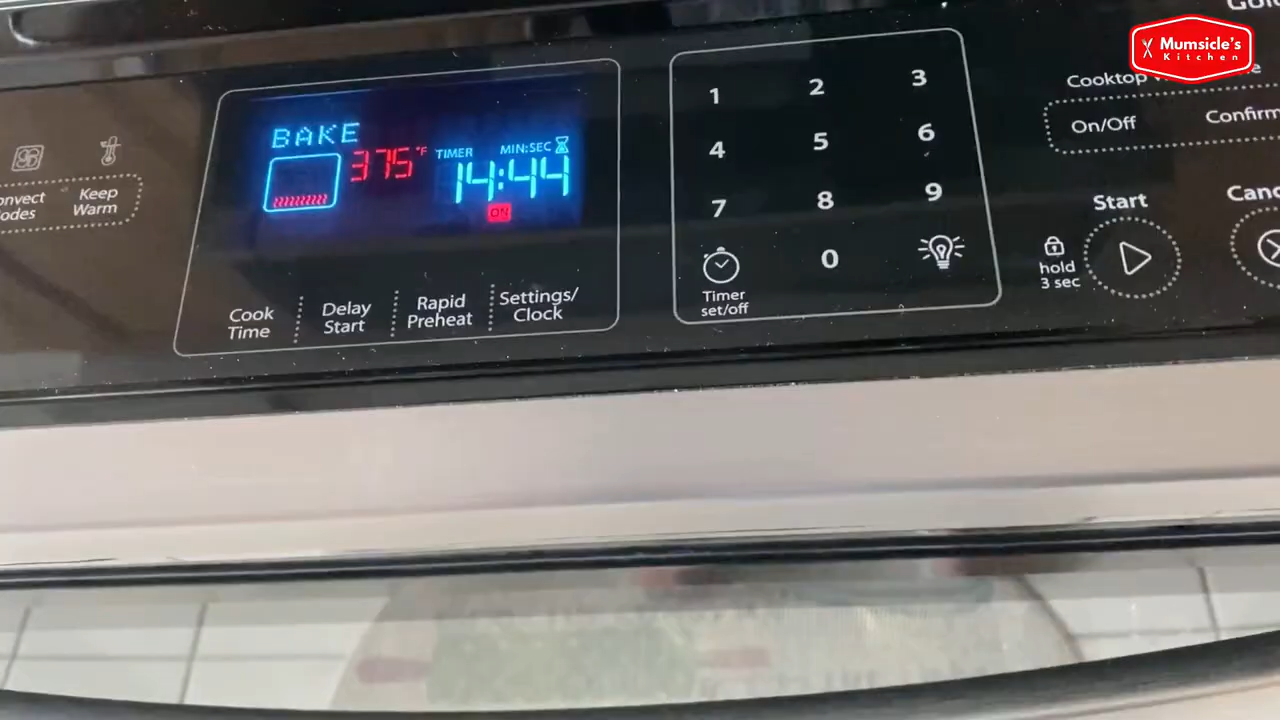 Mumsicle's
Kitchen
BAKE
375°F
TIMER
MIN:SEC
14:44
ON
Keep
Warm
Cook
Time
Delay
Start
Rapid
Preheat
Settings/
Clock
1 2 3
4 5 6
7 8 9
0
Timer
set/off
Cooktop
On/Off
Confirm
Start
hold
3 sec